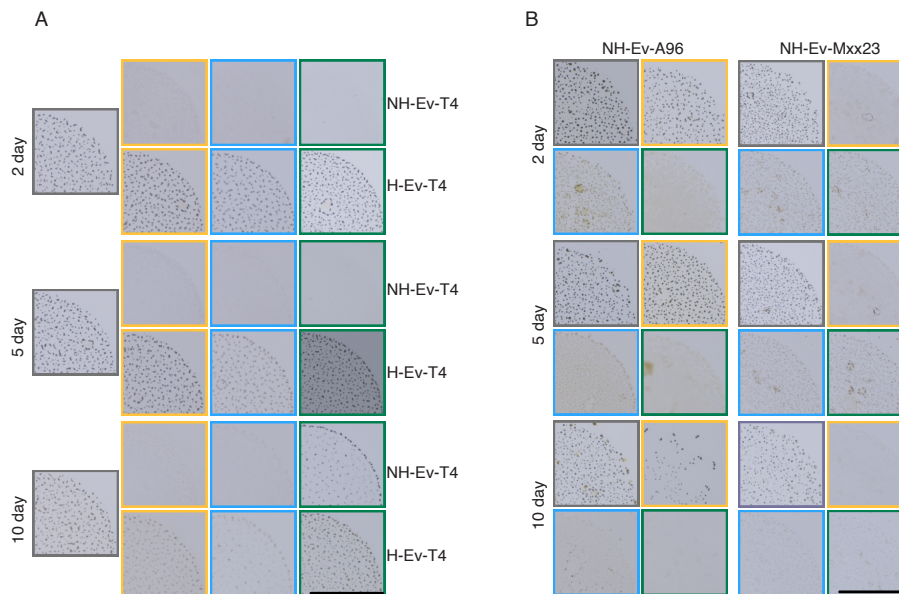 A
2 day
NH-Ev-T4
H-Ev-T4
5 day
NH-Ev-T4
H-Ev-T4
10 day
NH-Ev-T4
H-Ev-T4
B
NH-Ev-A96
NH-Ev-Mxx23
2 day
5 day
10 day